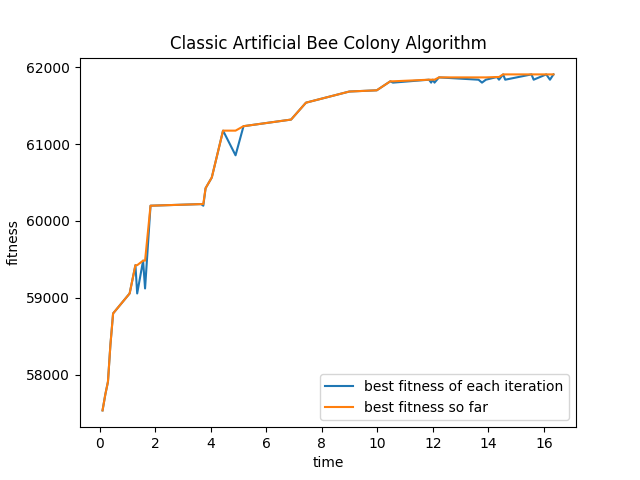 Classic Artificial Bee Colony Algorithm
62000
61000
60000
59000
58000
fitness
best fitness of each iteration
best fitness so far
0 2 4 6 8 10 12 14 16
time